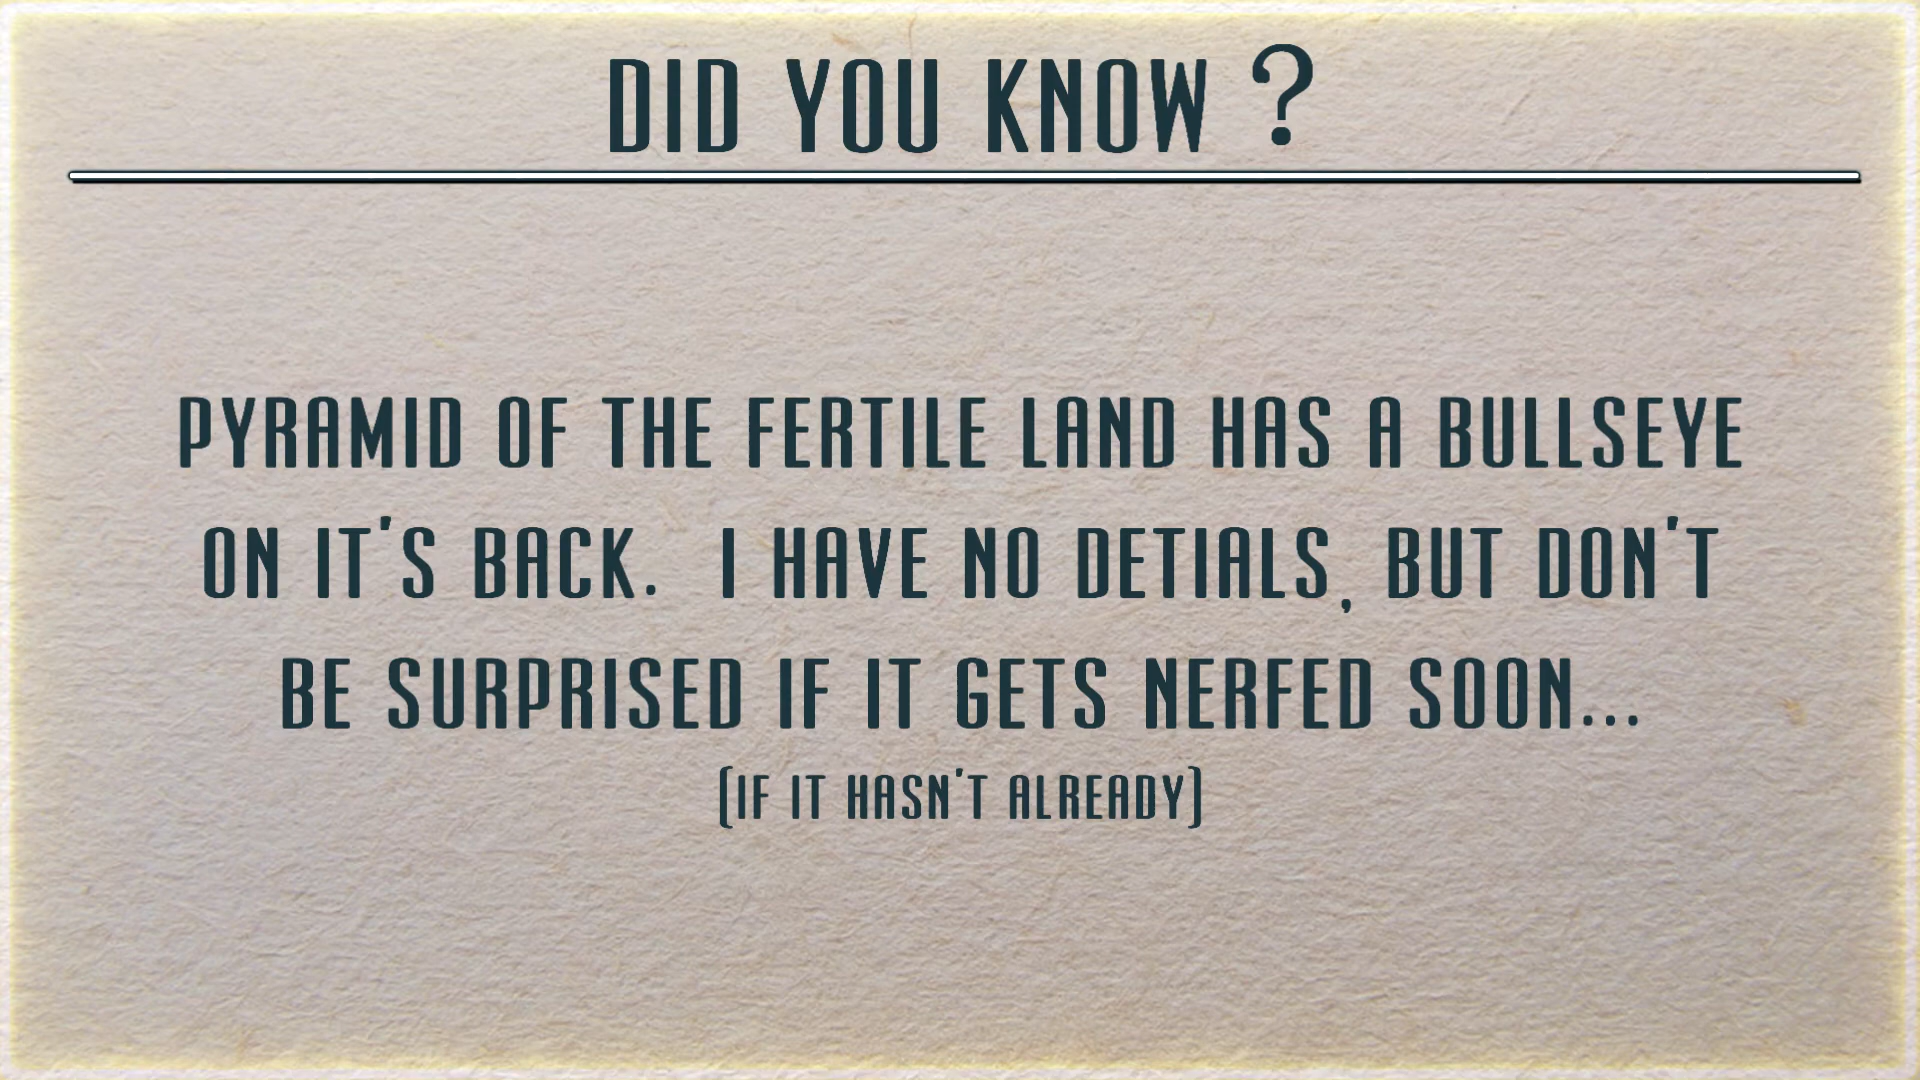 DID YOU KNOW ?
PYRAMID OF THE FERTILE LAND HAS A BULLSEYE
ON IT'S BACK.  I HAVE NO DETIALS, BUT DON'T
BE SURPRISED IF IT GETS NERFED SOON...
(IF IT HASN'T ALREADY)